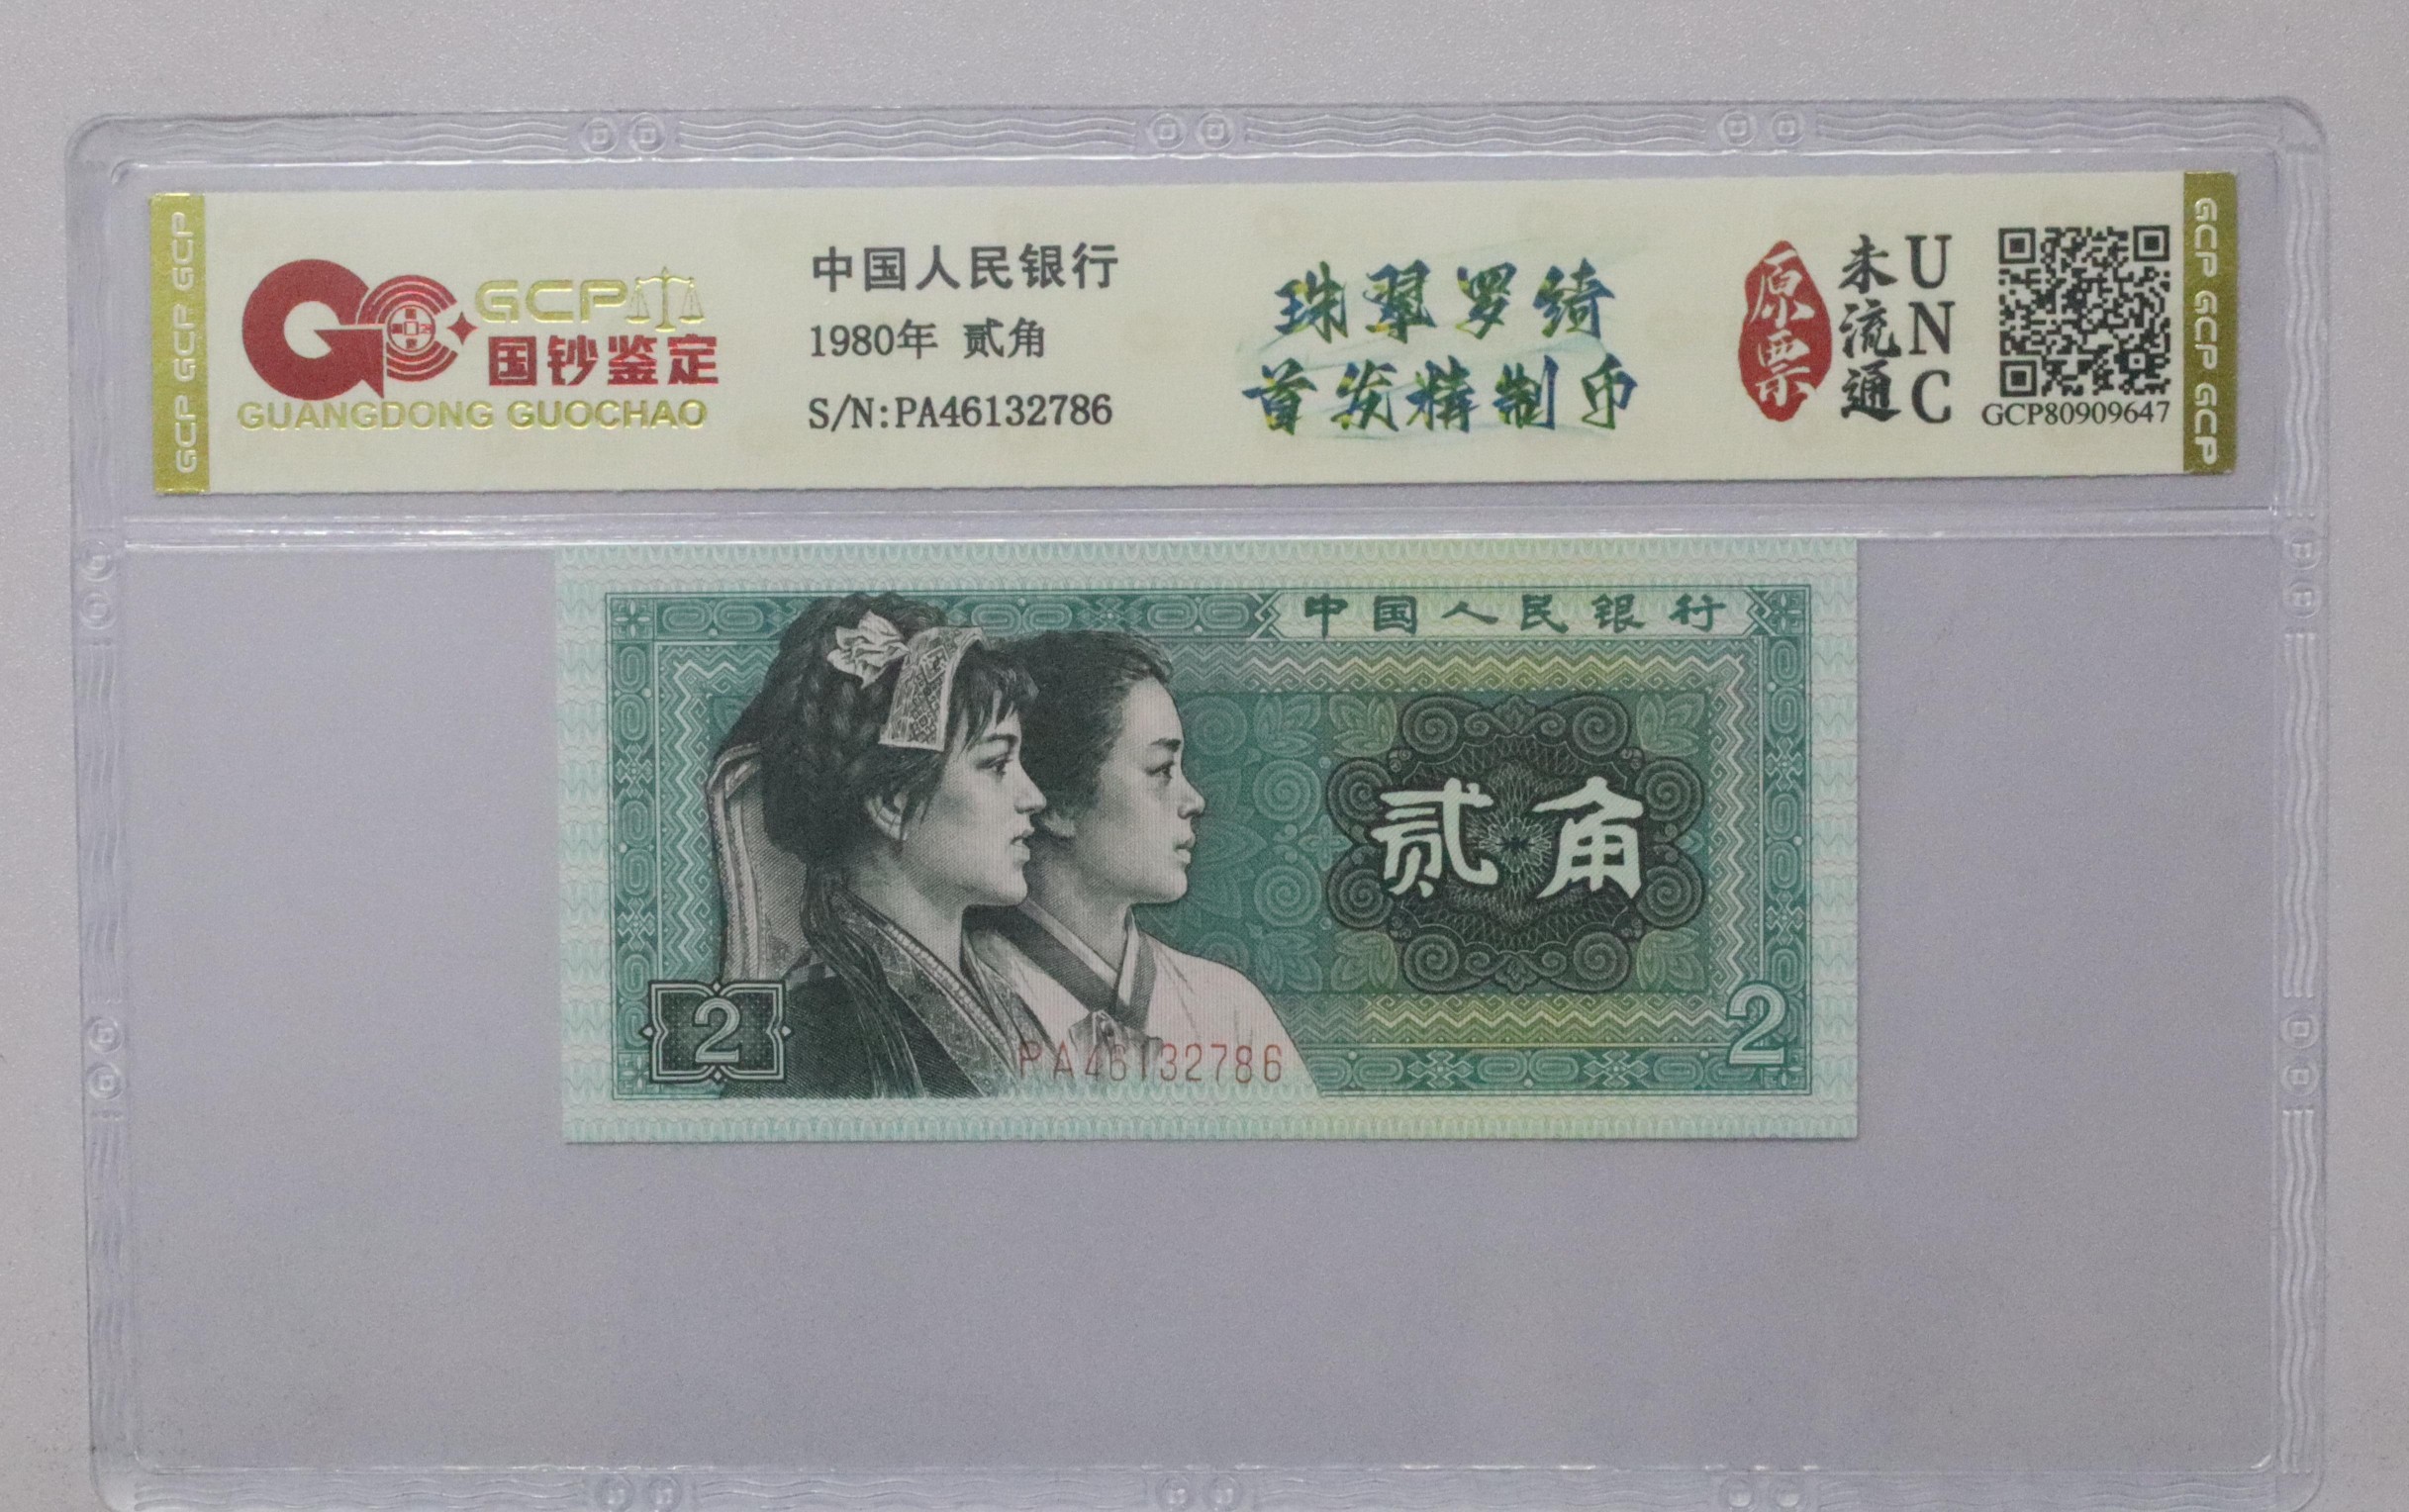 GCP GCP GCP
GCP
国钞鉴定
GUANGDONG GUOCHAO
中国人民银行
1980年 贰角
S/N:PA46132786
珠翠罗绮
首发精制币
原票
未流通
UNC
GCP80909647
GCP GCP GCP
中国人民银行
贰角
2
2
PA46132786